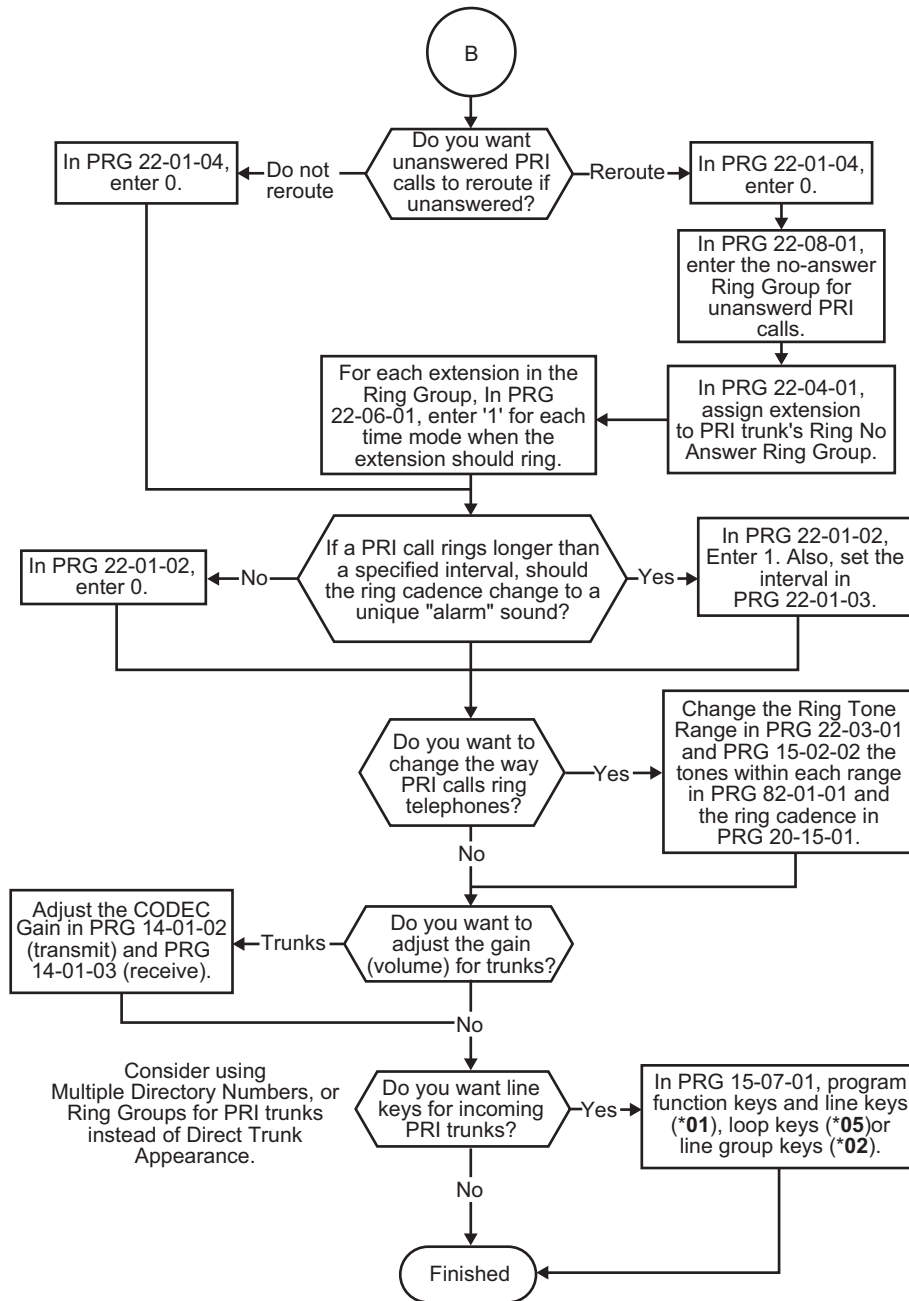 B
Do you want
unanswered PRI
calls to reroute if
unanswered?
In PRG 22-01-04,
enter 0.
Do not
reroute
Reroute
In PRG 22-01-04,
enter 0.
In PRG 22-08-01,
enter the no-answer
Ring Group for
unanswerd PRI
calls.
In PRG 22-04-01,
assign extension
to PRI trunk's Ring No
Answer Ring Group.
For each extension in the
Ring Group, In PRG
22-06-01, enter '1' for each
time mode when the
extension should ring.
If a PRI call rings longer than
a specified interval, should
the ring cadence change to a
unique "alarm" sound?
No
In PRG 22-01-02,
enter 0.
Yes
In PRG 22-01-02,
Enter 1. Also, set the
interval in
PRG 22-01-03.
Do you want to
change the way
PRI calls ring
telephones?
Yes
Change the Ring Tone
Range in PRG 22-03-01
and PRG 15-02-02 the
tones within each range
in PRG 82-01-01 and
the ring cadence in
PRG 20-15-01.
No
Do you want to
adjust the gain
(volume) for trunks?
Trunks
Adjust the CODEC
Gain in PRG 14-01-02
(transmit) and PRG
14-01-03 (receive).
No
Consider using
Multiple Directory Numbers, or
Ring Groups for PRI trunks
instead of Direct Trunk
Appearance.
Do you want line
keys for incoming
PRI trunks?
Yes
In PRG 15-07-01, program
function keys and line keys
(*01), loop keys (*05)or
line group keys (*02).
No
Finished